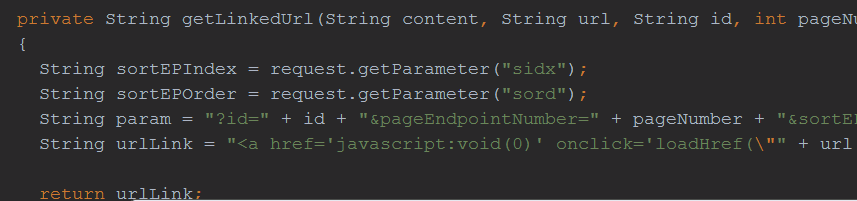 private String getLinkedUrl(String content, String url, String id, int pageNu
{
String sortEPIndex = request.getParameter("sidx");
String sortEPOrder = request.getParameter("sord");
String param = "?id=" + id + "&pageEndpointNumber=" + pageNumber + "&sortE
String urlLink = "<a href='javascript:void(0)' onclick='loadHref(\"" + url
return urlLink;